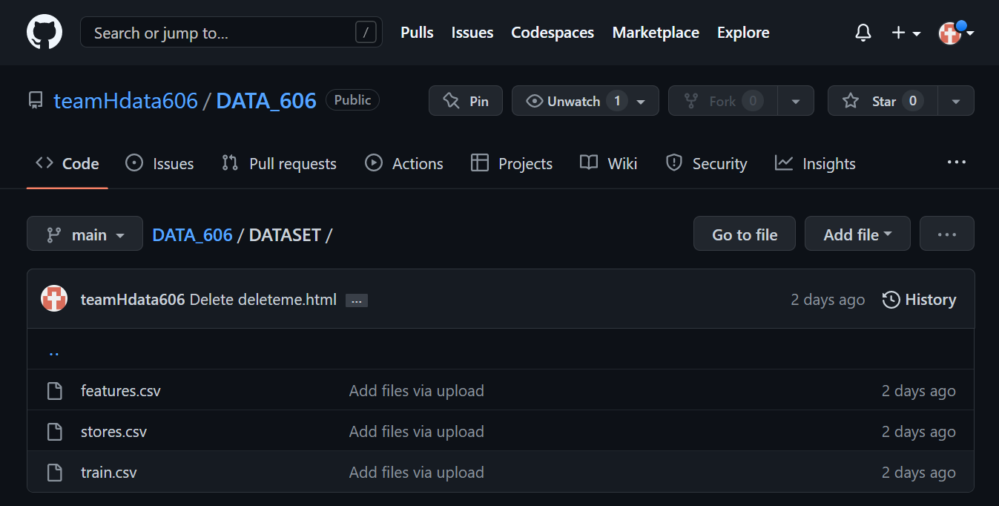 Search or jump to... / Pulls Issues Codespaces Marketplace Explore
teamHdata606 / DATA_606 Public Pin Unwatch 1 Fork 0 Star 0
Code Issues Pull requests Actions Projects Wiki Security Insights ...
main DATA_606 / DATASET / Go to file Add file ...
teamHdata606 Delete deleteme.html ... 2 days ago History
..
features.csv Add files via upload 2 days ago
stores.csv Add files via upload 2 days ago
train.csv Add files via upload 2 days ago